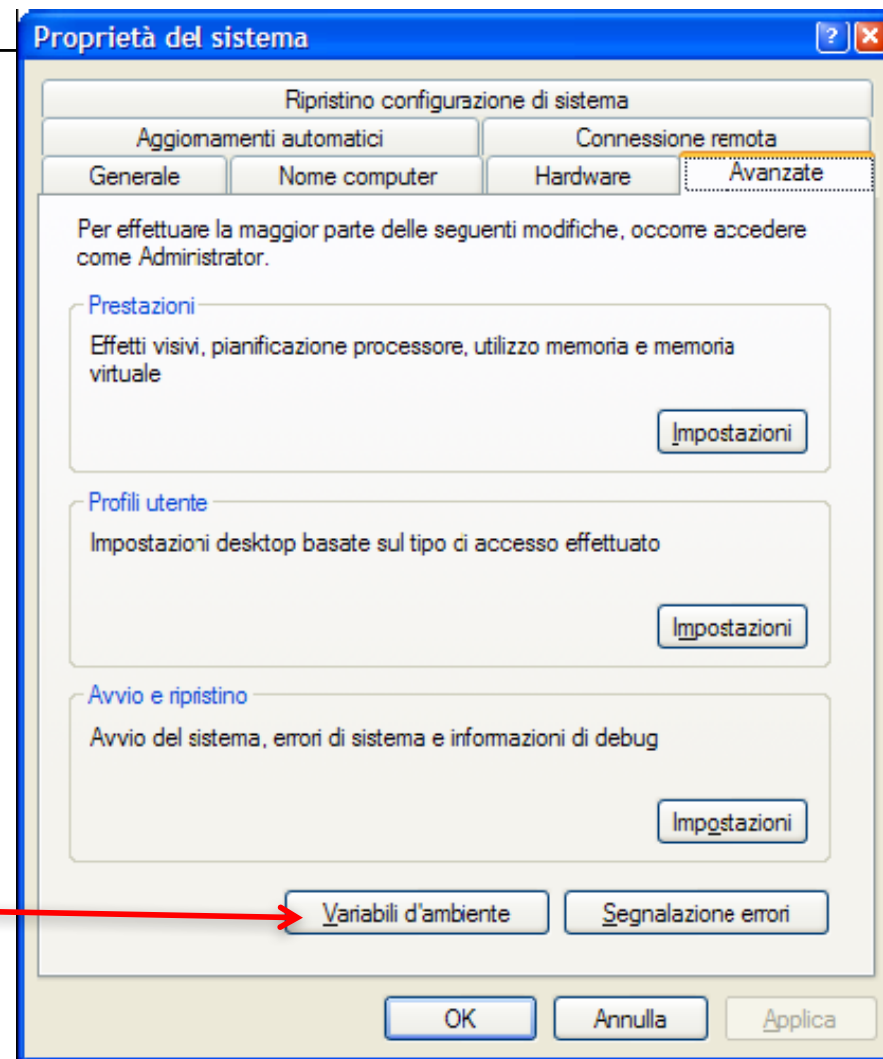 Proprietà del sistema
Ripristino configurazione di sistema
Aggiornamenti automatici
Connessione remota
Generale
Nome computer
Hardware
Avanzate
Per effettuare la maggior parte delle seguenti modifiche, occorre accedere
come Administrator.
Prestazioni
Effetti visivi, pianificazione processore, utilizzo memoria e memoria
virtuale
Impostazioni
Profili utente
Impostazioni desktop basate sul tipo di accesso effettuato
Impostazioni
Avvio e ripristino
Avvio del sistema, errori di sistema e informazioni di debug
Impostazioni
Variabili d'ambiente
Segnalazione errori
OK
Annulla
Applica